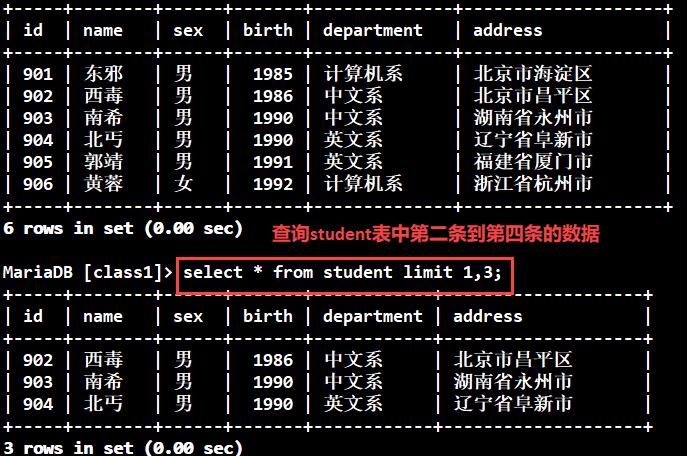 +-----+--------+------+-------+------------+--------------------+
| id | name | sex | birth | department | address |
+-----+--------+------+-------+------------+--------------------+
| 901 | 东邪 | 男 | 1985 | 计算机系 | 北京市海淀区
| 902 | 西毒 | 男 | 1986 | 中文系 | 北京市昌平区
| 903 | 南希 | 男 | 1990 | 中文系 | 湖南省永州市
| 904 | 北丐 | 男 | 1990 | 英文系 | 辽宁省阜新市
| 905 | 郭靖 | 男 | 1991 | 英文系 | 福建省厦门市
| 906 | 黄蓉 | 女 | 1992 | 计算机系 | 浙江省杭州市
+-----+--------+------+-------+------------+--------------------+
6 rows in set (0.00 sec)
查询student表中第二条到第四条的数据
MariaDB [class1]> select * from student limit 1,3;
+-----+--------+------+-------+------------+--------------------+
| id | name | sex | birth | department | address |
+-----+--------+------+-------+------------+--------------------+
| 902 | 西毒 | 男 | 1986 | 中文系 | 北京市昌平区 |
| 903 | 南希 | 男 | 1990 | 中文系 | 湖南省永州市 |
| 904 | 北丐 | 男 | 1990 | 英文系 | 辽宁省阜新市 |
+-----+--------+------+-------+------------+--------------------+
3 rows in set (0.00 sec)